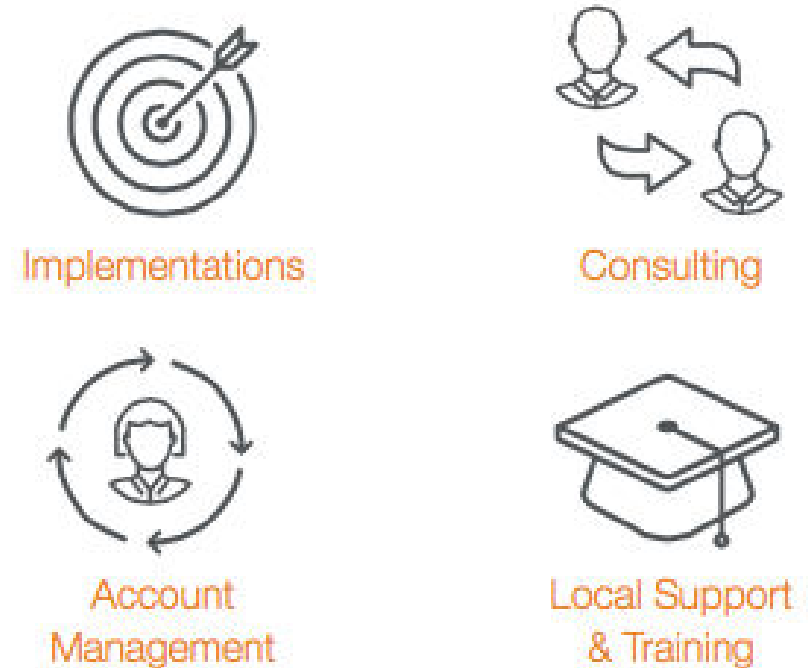 Implementations
Consulting
Account
Management
Local Support
& Training